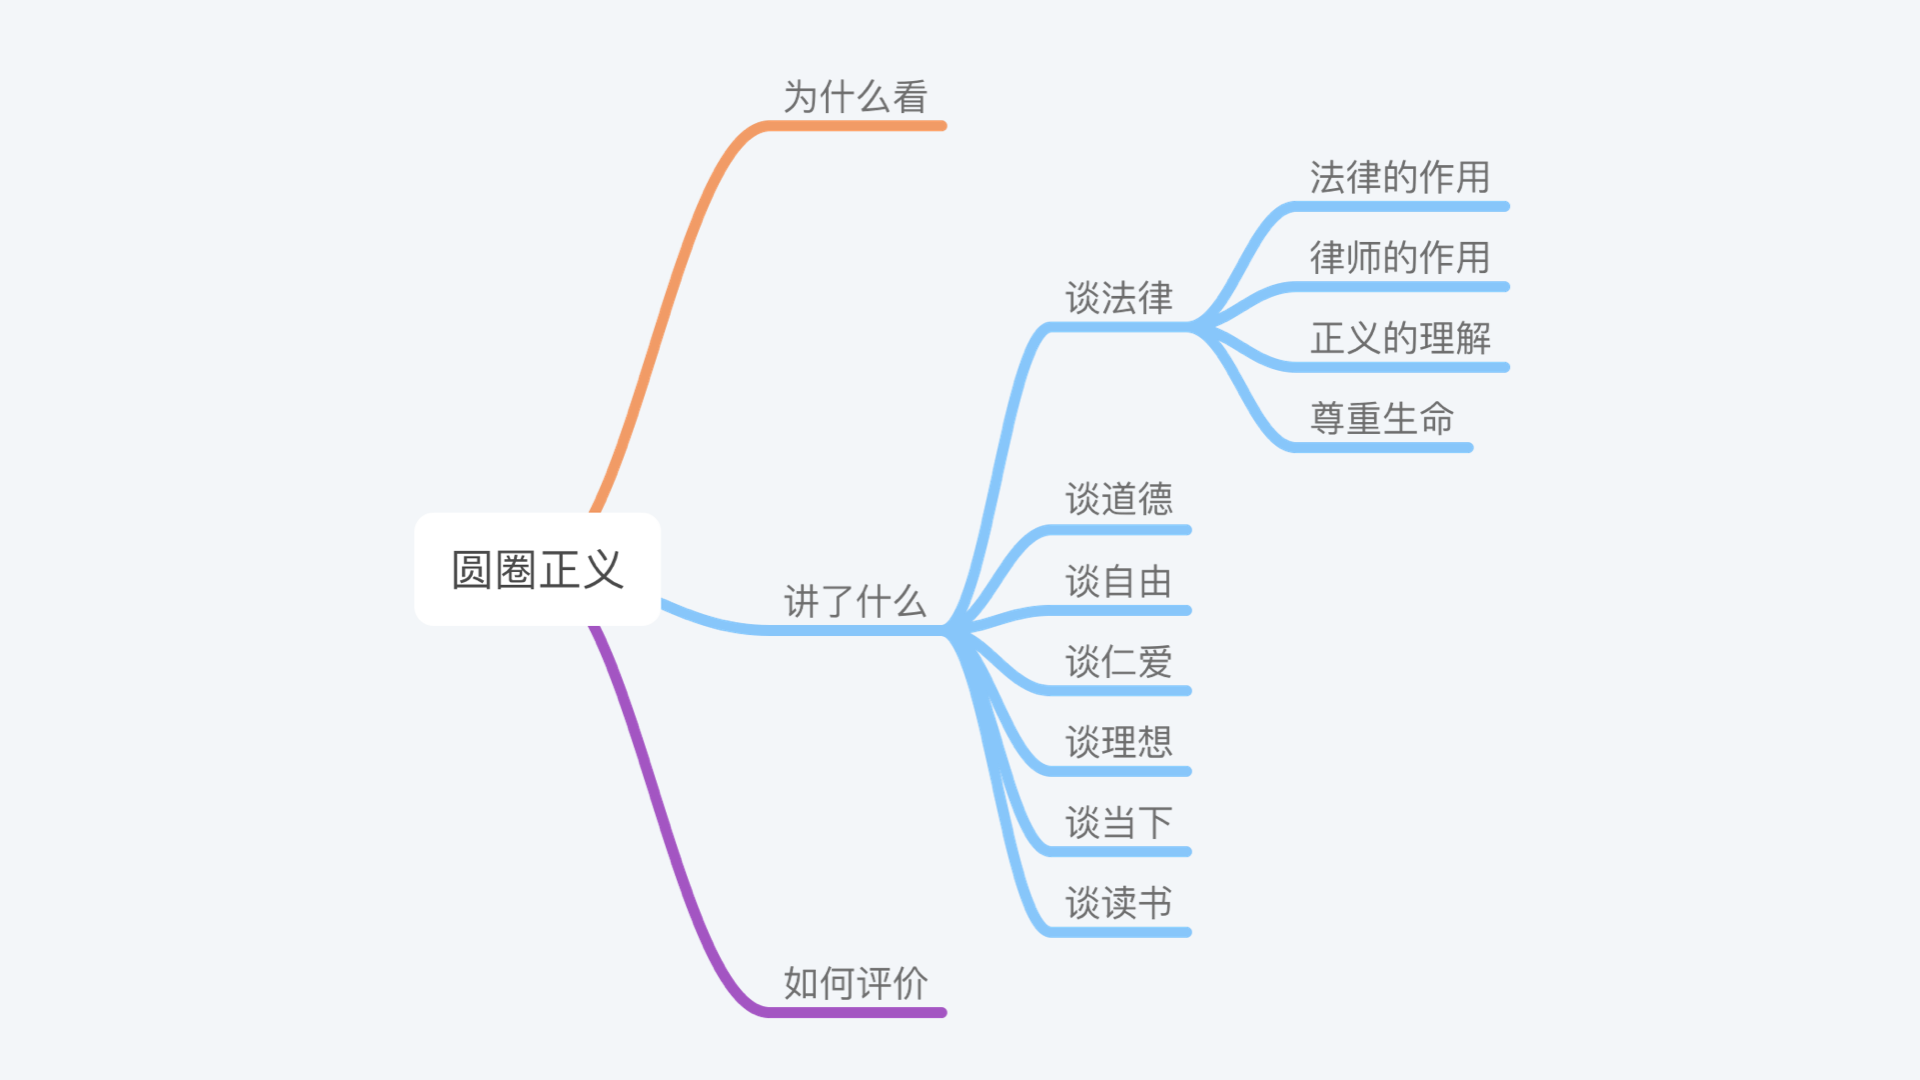 为什么看
法律的作用
律师的作用
谈法律
正义的理解
尊重生命
谈道德
圆圈正义
谈自由
讲了什么
谈仁爱
谈理想
谈当下
谈读书
如何评价